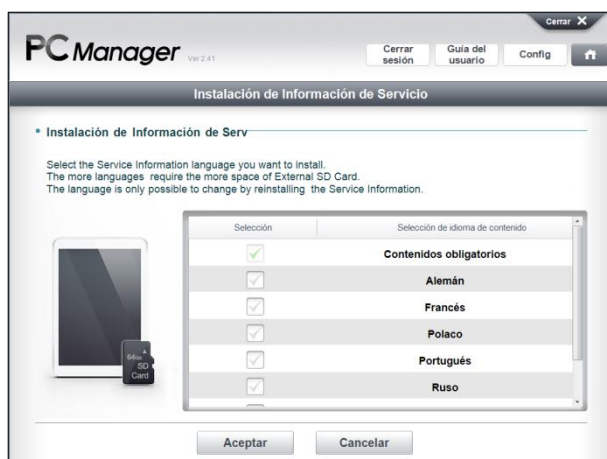 Cerrar X
PC Manager Ver 2.41
Cerrar sesión
Guía del usuario
Config
Instalación de Información de Servicio
Instalación de Información de Serv
Select the Service Information language you want to install.
The more languages require the more space of External SD Card.
The language is only possible to change by reinstalling the Service Information.
Selección
Selección de idioma de contenido
Contenidos obligatorios
Alemán
Francés
Polaco
Portugués
Ruso
64GB
SD
Card
Aceptar
Cancelar